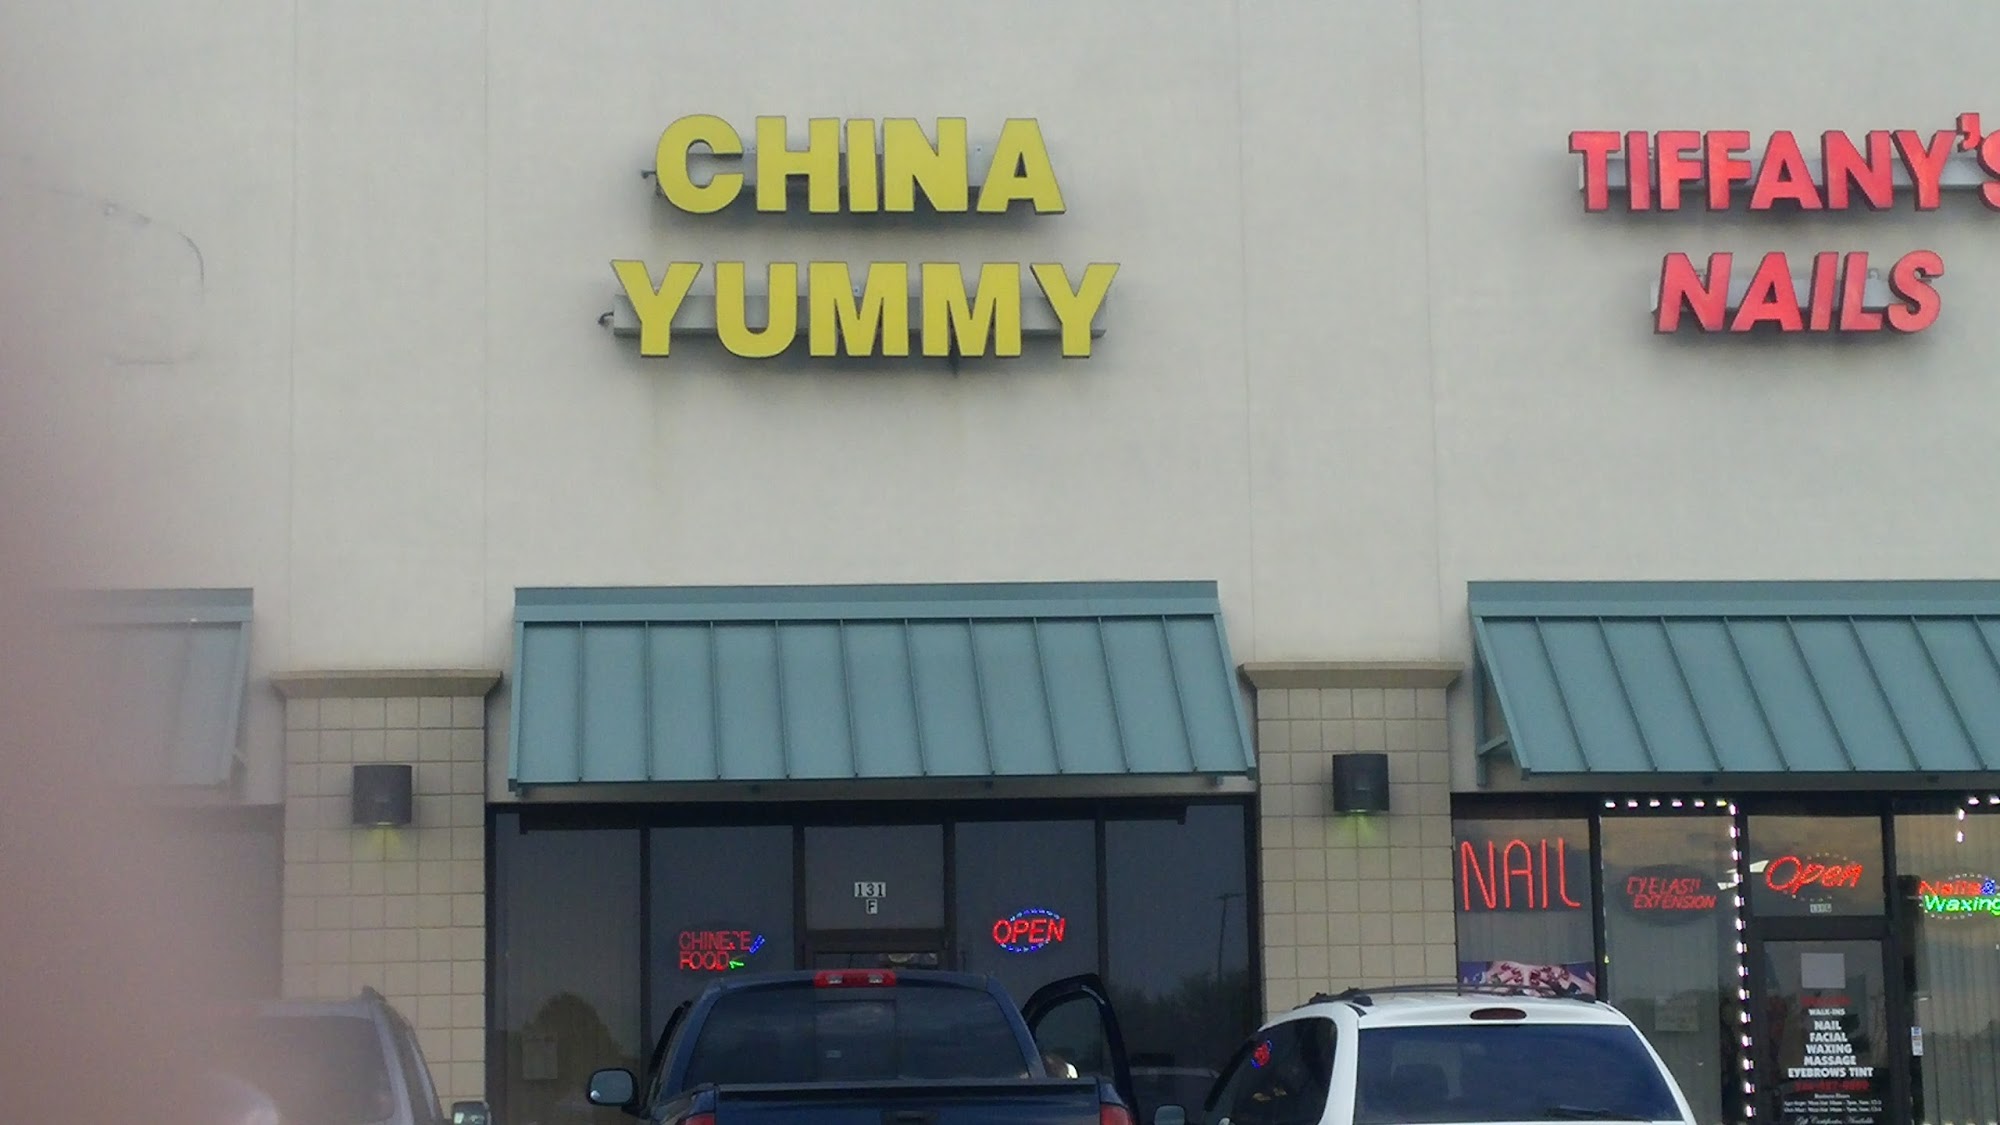 CHINA
YUMMY
TIFFANY'S
NAILS
131
F
CHINESE
FOOD
OPEN
NAIL
EYELASH
EXTENSION
Open
Nails &
Waxing
WALK-INS
NAIL
FACIAL
WAXING
MASSAGE
EYEBROWS TINT